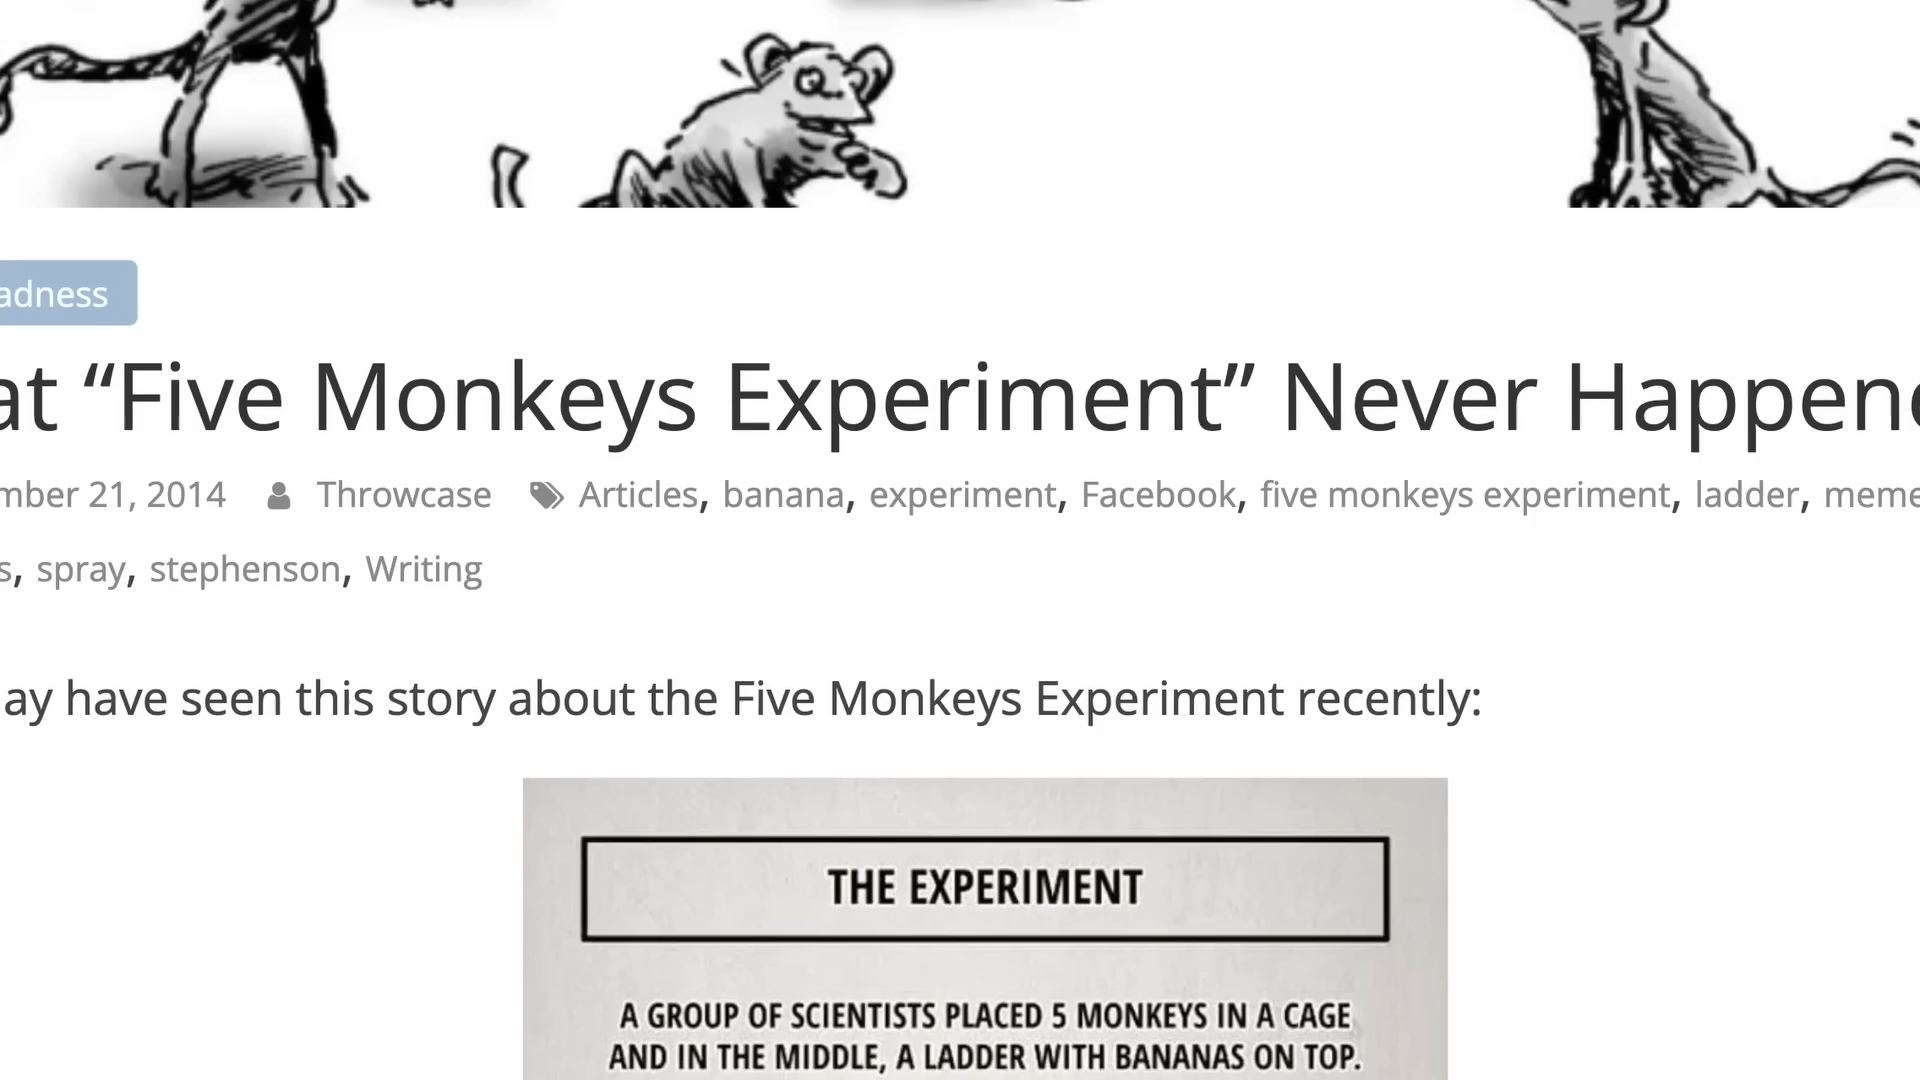 adness
at “Five Monkeys Experiment” Never Happen
mber 21, 2014 Throwcase Articles, banana, experiment, Facebook, five monkeys experiment, ladder, meme
s, spray, stephenson, Writing
ay have seen this story about the Five Monkeys Experiment recently:
THE EXPERIMENT
A GROUP OF SCIENTISTS PLACED 5 MONKEYS IN A CAGE
AND IN THE MIDDLE, A LADDER WITH BANANAS ON TOP.